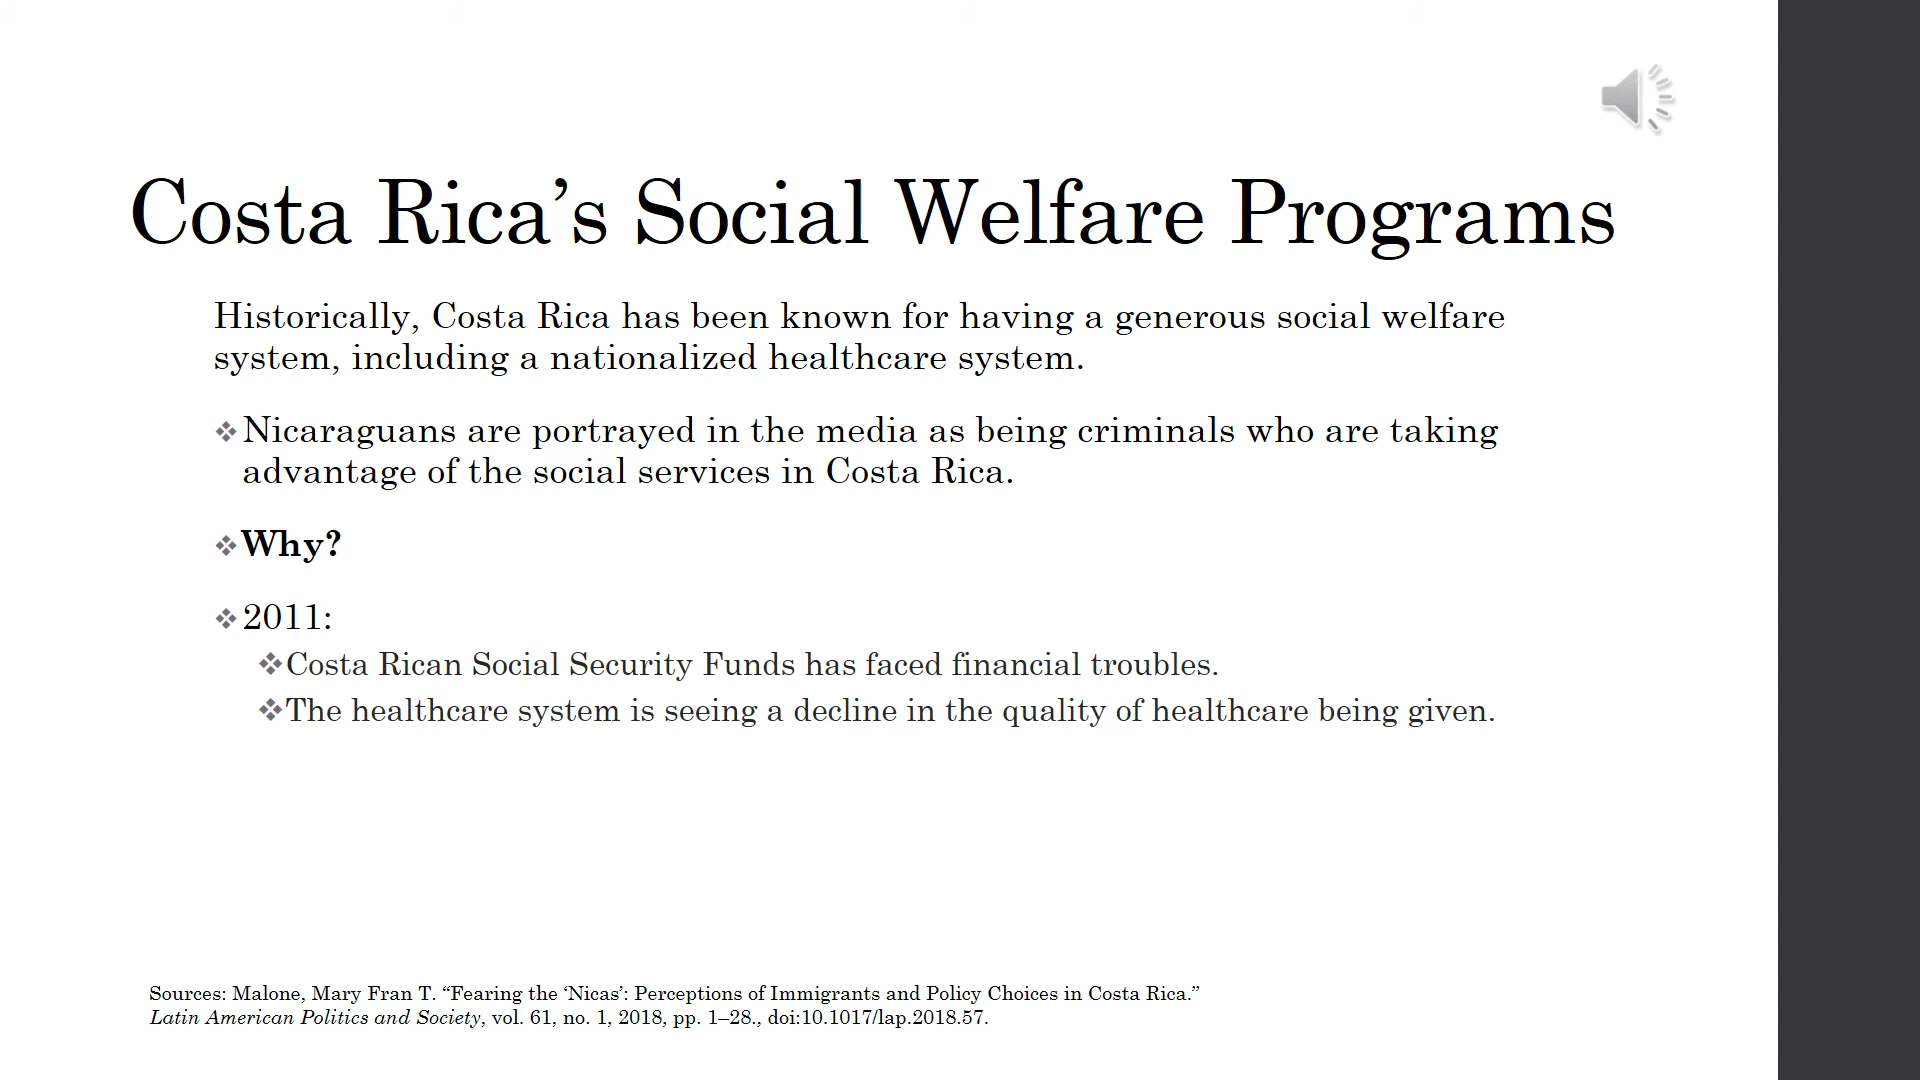 Costa Rica’s Social Welfare Programs
Historically, Costa Rica has been known for having a generous social welfare
system, including a nationalized healthcare system.
❖Nicaraguans are portrayed in the media as being criminals who are taking
advantage of the social services in Costa Rica.
❖Why?
❖2011:
❖Costa Rican Social Security Funds has faced financial troubles.
❖The healthcare system is seeing a decline in the quality of healthcare being given.
Sources: Malone, Mary Fran T. “Fearing the ‘Nicas’: Perceptions of Immigrants and Policy Choices in Costa Rica.”
Latin American Politics and Society, vol. 61, no. 1, 2018, pp. 1–28., doi:10.1017/lap.2018.57.